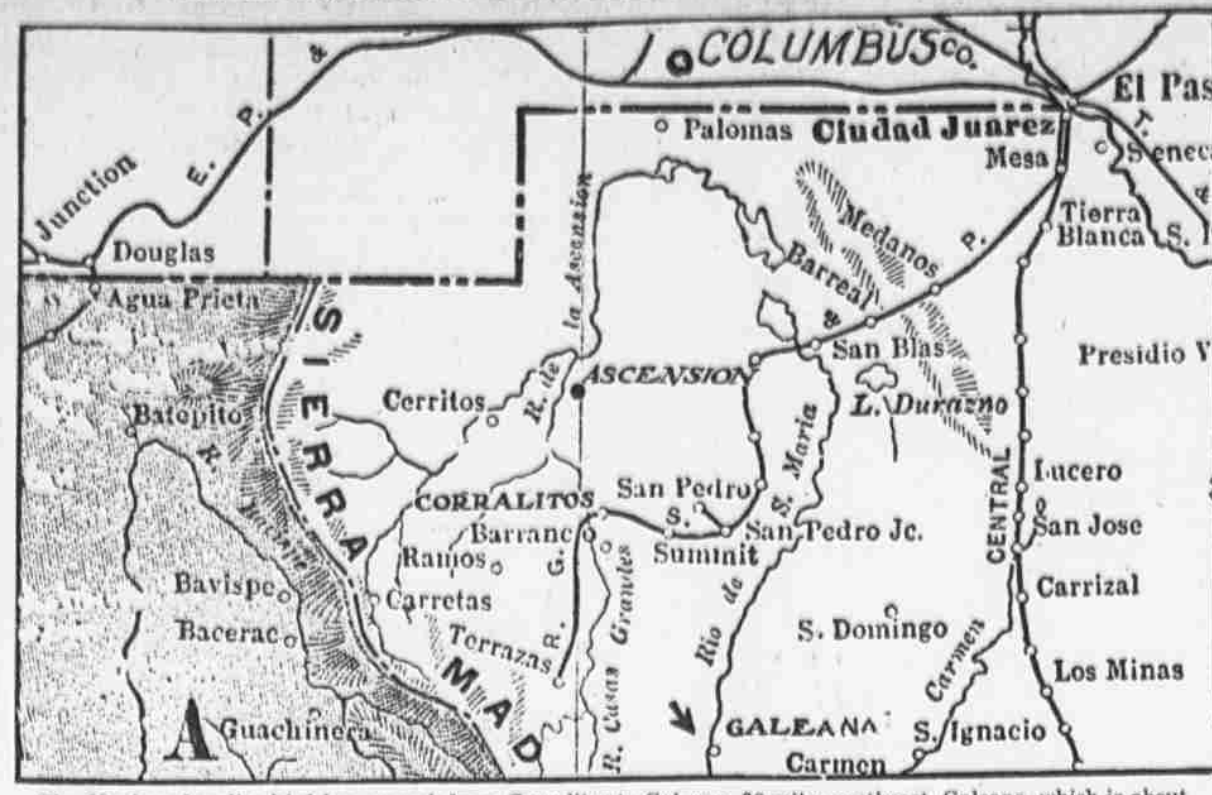 COLUMBUS
CO.
El Pas
&
P.
E.
Junction
Palomas
Ciudad Juarez
Mesa
T.
Seneca
&
Douglas
Agua Prieta
R. de la Ascension
Medanos
Barreal
P.
&
Tierra
Blanca
S.
SIERRA
MAD
San Blas
Presidio
ASCENSION
Cerritos
L. Durazno
Batepito
R.
S. Maria
Rio de
CORRALITOS
San Pedro
S.
Lucero
Barranc
Summit
San Pedro Jc.
San Jose
CENTRAL
Ramos
G.
R.
R. Casas Grandes
Carrizal
Bavispe
Carretas
Bacerac
Terrazas
S. Domingo
Carmen
Los Minas
A
Guachinera
GALEANA
S. Ignacio
Carmen